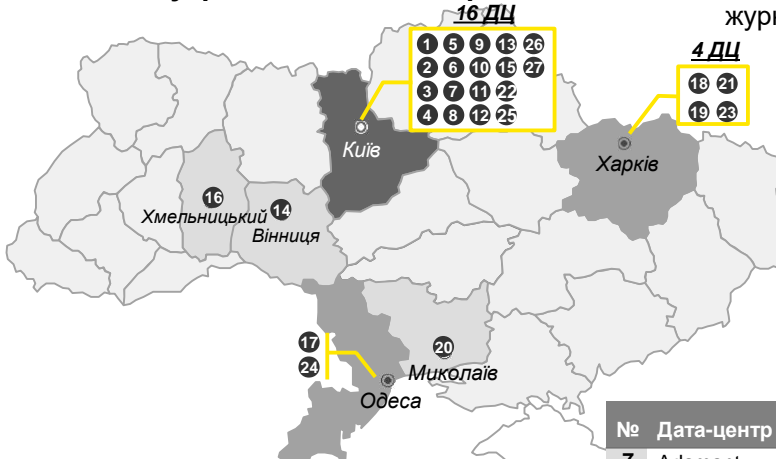 16 ДЦ
журн
4 ДЦ
1 5 9 13 26
2 6 10 15 27
3 7 11 22
4 8 12 25
18 21
19 23
Київ
Харків
16
Хмельницький
14
Вінниця
17
24
20
Миколаїв
Одеса
№ Дата-центр
7